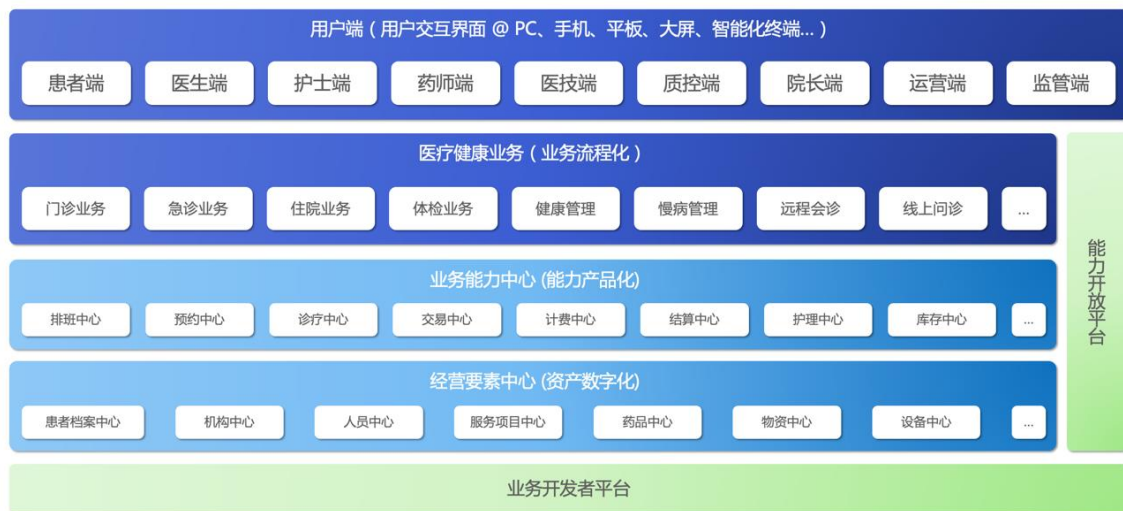 用户端（用户交互界面 @ PC、手机、平板、大屏、智能化终端...）
患者端 医生端 护士端 药师端 医技端 质控端 院长端 运营端 监管端
医疗健康业务（业务流程化）
门诊业务 急诊业务 住院业务 体检业务 健康管理 慢病管理 远程会诊 线上问诊 ...
业务能力中心 (能力产品化)
排班中心 预约中心 诊疗中心 交易中心 计费中心 结算中心 护理中心 库存中心 ...
经营要素中心 (资产数字化)
患者档案中心 机构中心 人员中心 服务项目中心 药品中心 物资中心 设备中心 ...
能力开放平台
业务开发者平台